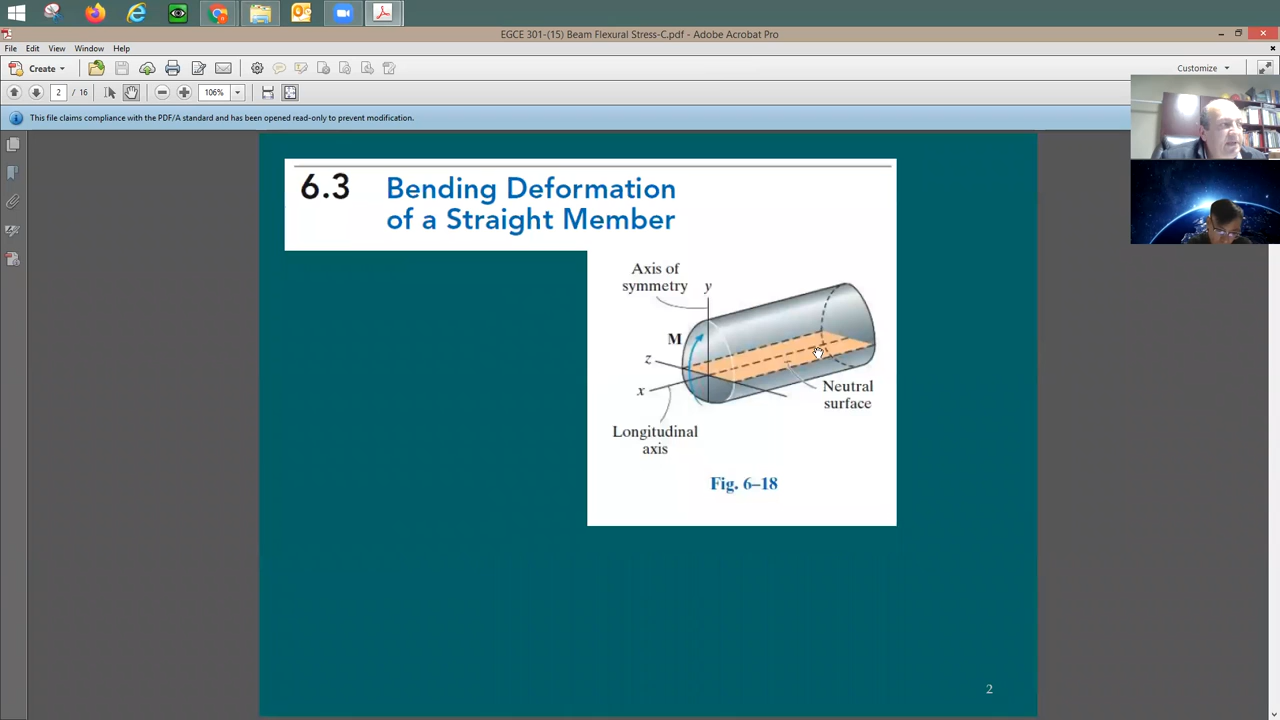 EGCE 301-(15) Beam Flexural Stress-C.pdf - Adobe Acrobat Pro
File Edit View Window Help
Create
Customize
2 / 16
106%
This file claims compliance with the PDF/A standard and has been opened read-only to prevent modification.
6.3 Bending Deformation
of a Straight Member
Axis of
symmetry
y
M
z
x
Neutral
surface
Longitudinal
axis
Fig. 6–18
2